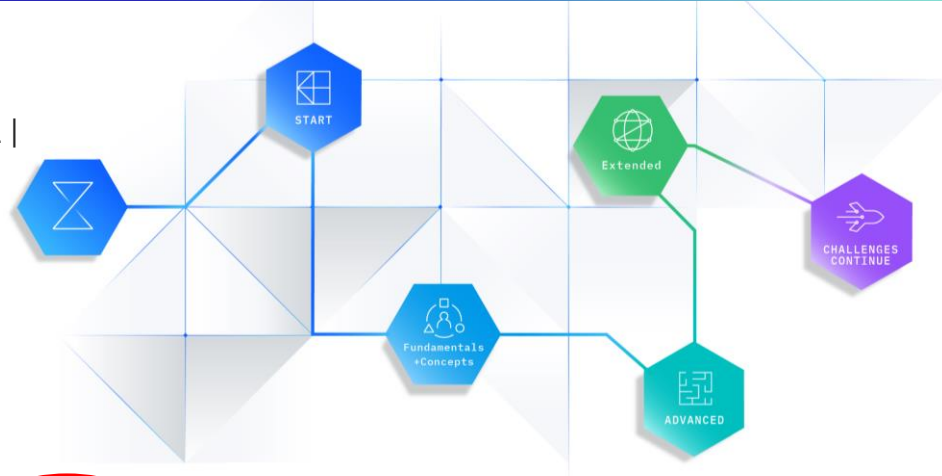 START
Extended
CHALLENGES
CONTINUE
Fundamentals
+Concepts
ADVANCED